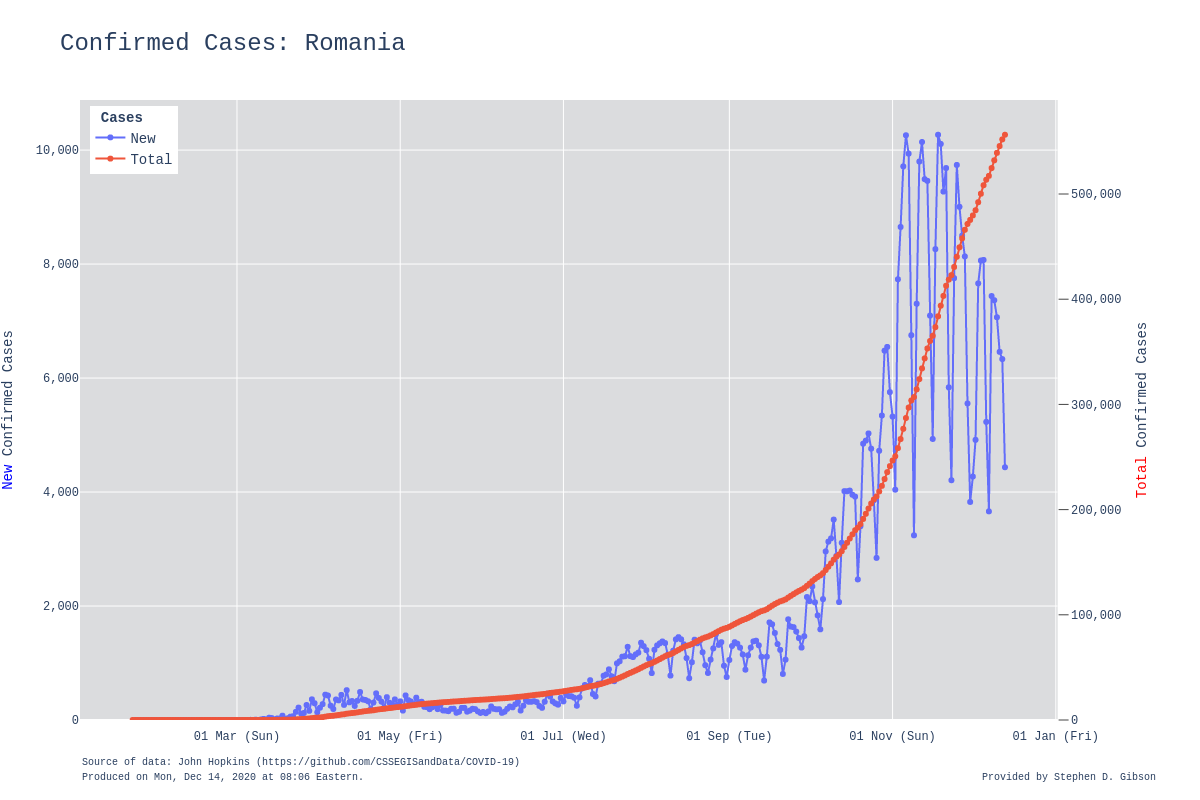 Confirmed Cases: Romania
Cases
New
Total
10,000
8,000
6,000
4,000
2,000
0
New Confirmed Cases
500,000
400,000
300,000
200,000
100,000
0
Total Confirmed Cases
01 Mar (Sun) 01 May (Fri) 01 Jul (Wed) 01 Sep (Tue) 01 Nov (Sun) 01 Jan (Fri)
Source of data: John Hopkins (https://github.com/CSSEGISandData/COVID-19)
Produced on Mon, Dec 14, 2020 at 08:06 Eastern.
Provided by Stephen D. Gibson